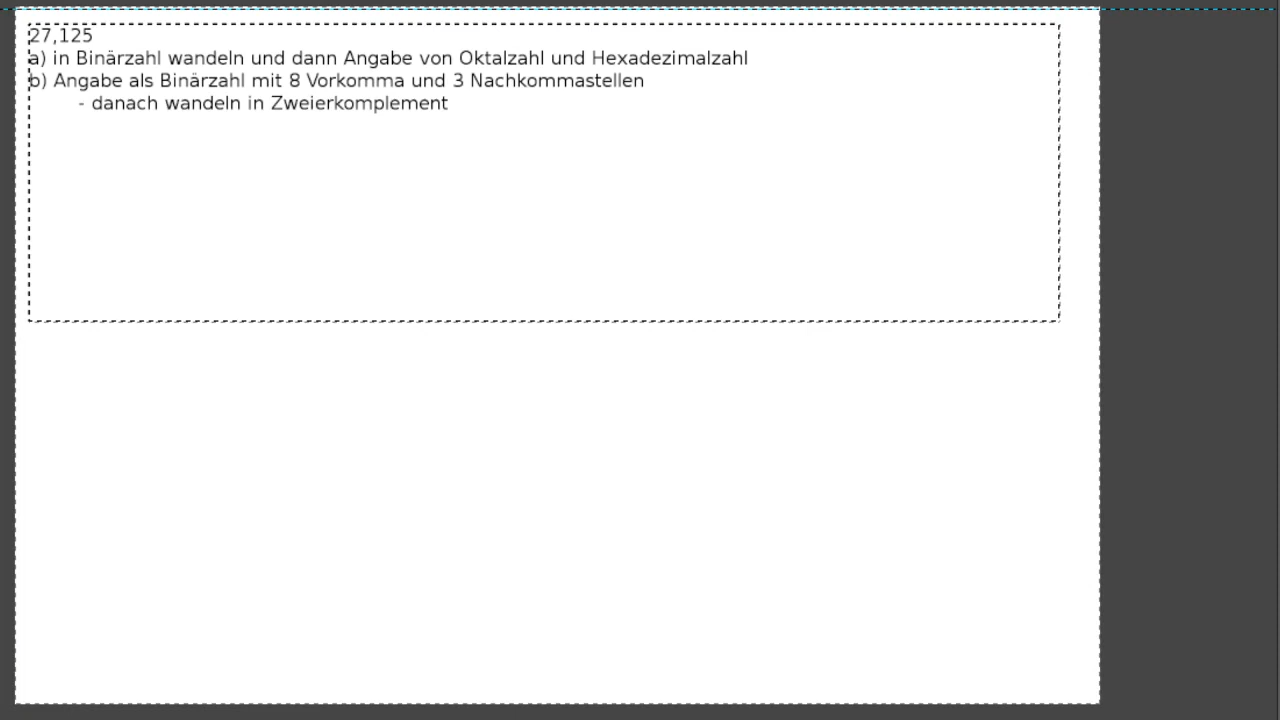 27,125
a) in Binärzahl wandeln und dann Angabe von Oktalzahl und Hexadezimalzahl
b) Angabe als Binärzahl mit 8 Vorkomma und 3 Nachkommastellen
- danach wandeln in Zweierkomplement